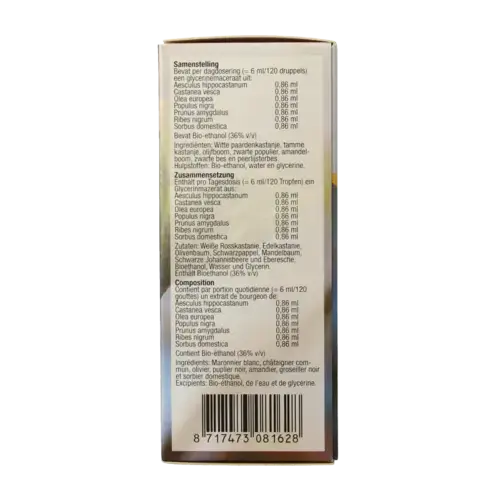 Samenstelling
Bevat per dagdosering (= 6 ml/120 druppels)
een glycerinemaceraat uit:
Aesculus hippocastanum 0,86 ml
Castanea vesca 0,86 ml
Olea europea 0,86 ml
Populus nigra 0,86 ml
Prunus amygdalus 0,86 ml
Ribes nigrum 0,86 ml
Sorbus domestica 0,86 ml
Bevat Bio-ethanol (36% v/v)
Ingrediënten: Witte paardenkastanje, tamme
kastanje, olijfboom, zwarte populier, amandel-
boom, zwarte bes en peerlijsterbes.
Hulpstoffen: Bio-ethanol, water en glycerine.
Zusammensetzung
Enthält pro Tagesdosis (= 6 ml/120 Tropfen) ein
Glycerinmazerat aus:
Aesculus hippocastanum 0,86 ml
Castanea vesca 0,86 ml
Olea europea 0,86 ml
Populus nigra 0,86 ml
Prunus amygdalus 0,86 ml
Ribes nigrum 0,86 ml
Sorbus domestica 0,86 ml
Zutaten: Weiße Rosskastanie, Edelkastanie,
Olivenbaum, Schwarzpappel, Mandelbaum,
Schwarze Johannisbeere und Eberesche.
Bioethanol, Wasser und Glycerin.
Enthält Bioethanol (36% v/v)
Composition
Contient par portion quotidienne (= 6 ml/120
gouttes) un extrait de bourgeon de:
Aesculus hippocastanum 0,86 ml
Castanea vesca 0,86 ml
Olea europea 0,86 ml
Populus nigra 0,86 ml
Prunus amygdalus 0,86 ml
Ribes nigrum 0,86 ml
Sorbus domestica 0,86 ml
Contient Bio-éthanol (36% v/v)
Ingrédients: Marronnier blanc, châtaigner com-
mun, olivier, puplier noir, amandier, groseiller noir
et sorbier domestique.
Excipients: Bio-éthanol, de l'eau et de glycérine.
8 717473 081628